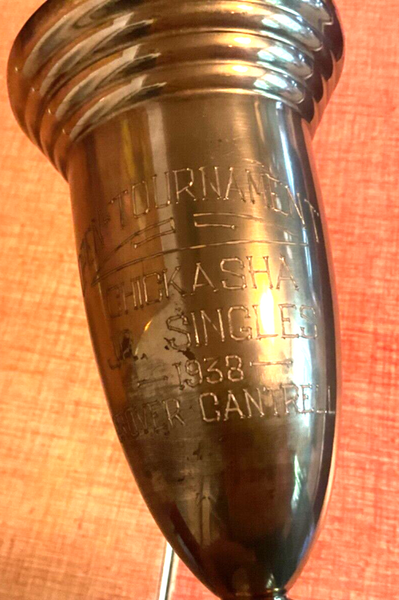 TOURNAMENT
CHICKASHA
SINGLES
1938
CANTRELL